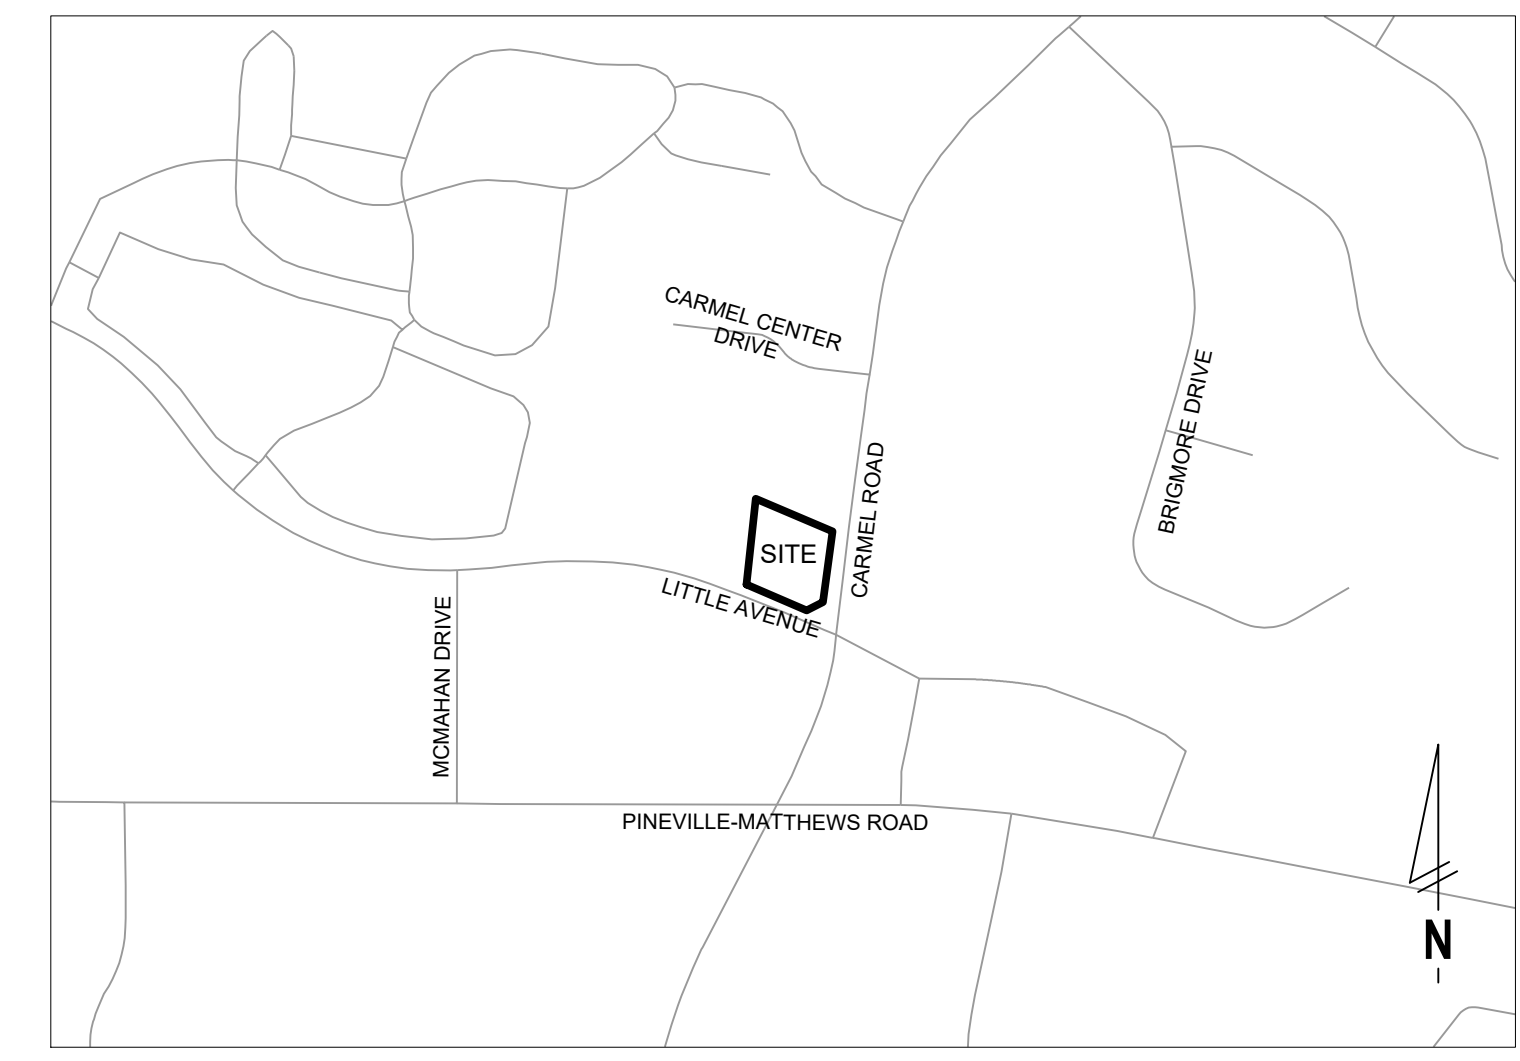 CARMEL CENTER
DRIVE
BRIGMORE DRIVE
CARMEL ROAD
SITE
LITTLE AVENUE
MCMAHAN DRIVE
PINEVILLE-MATTHEWS ROAD
N